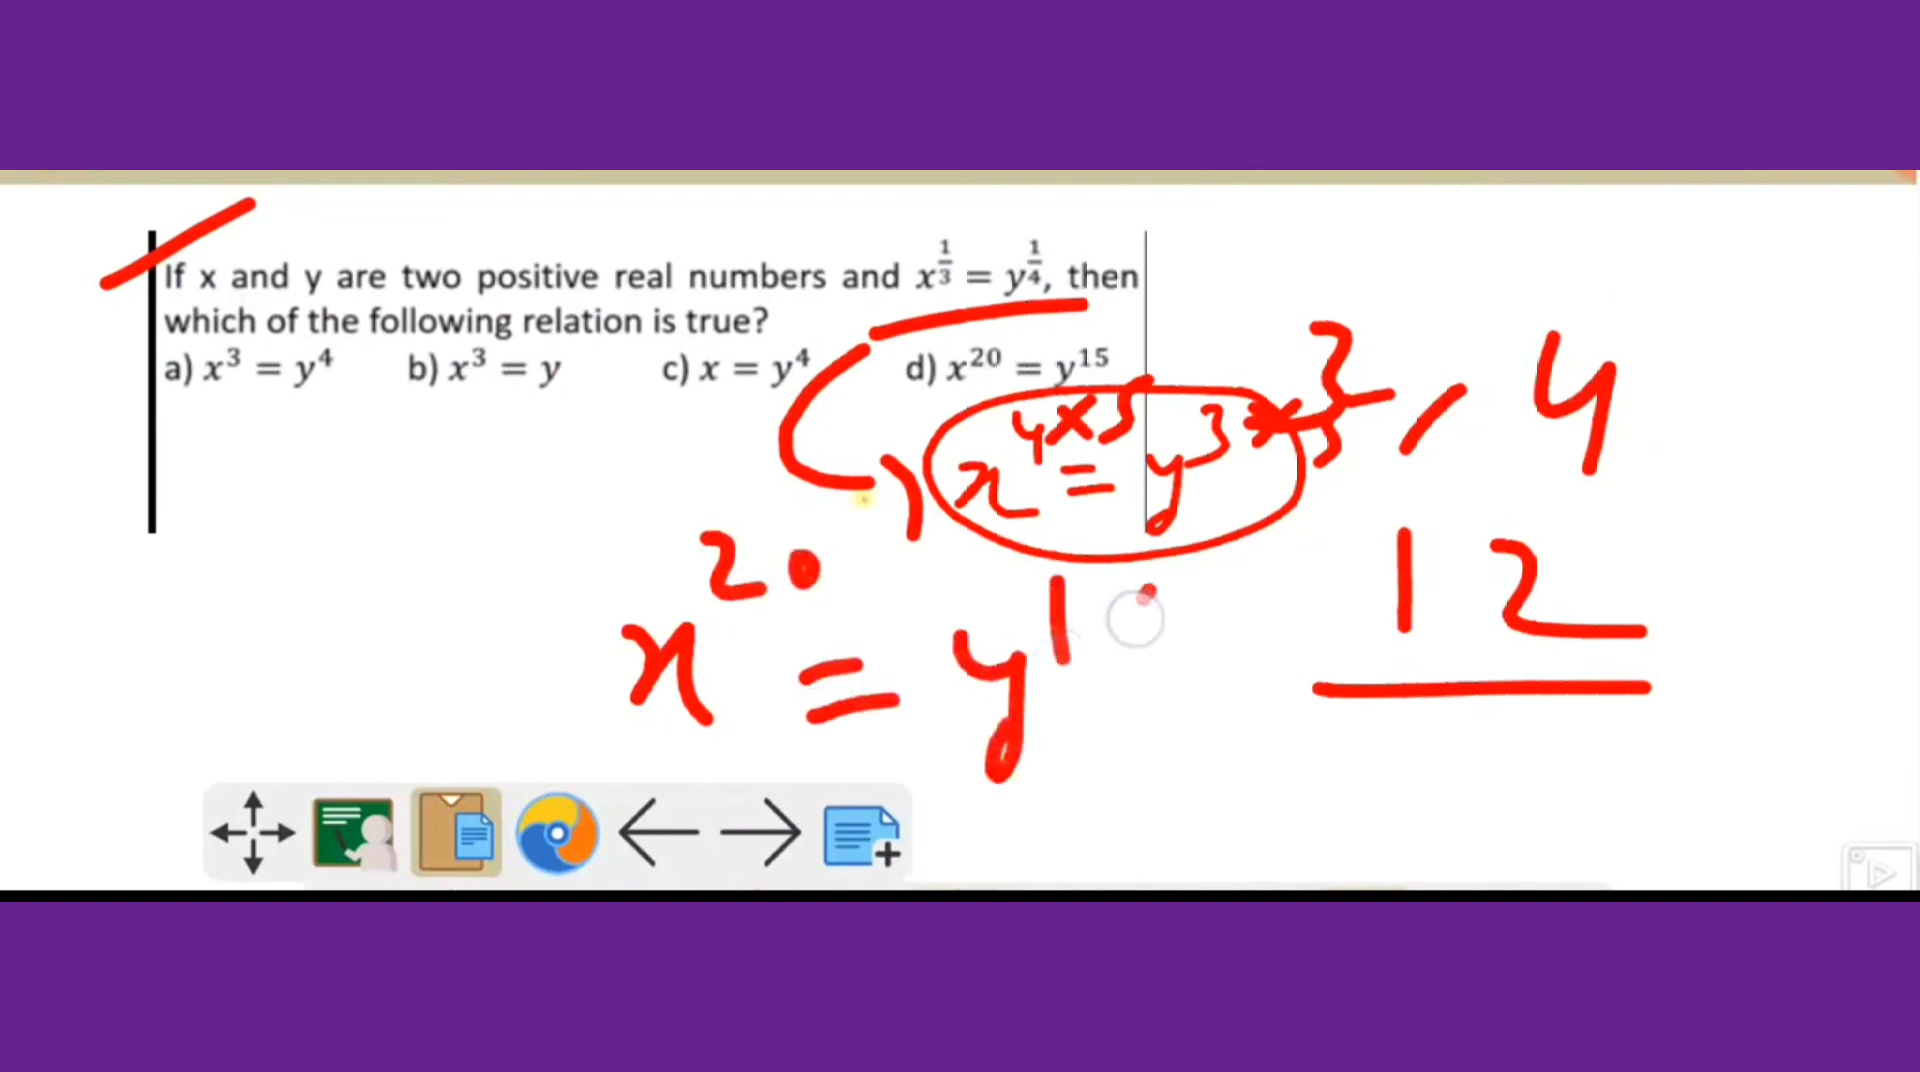 If x and y are two positive real numbers and x^{1/3} = y^{1/4}, then
which of the following relation is true?
a) x³ = y⁴ b) x³ = y c) x = y⁴ d) x²⁰ = y¹⁵
3, 4
x^{4×5} = y^{3×5}
12
x²⁰ = y¹